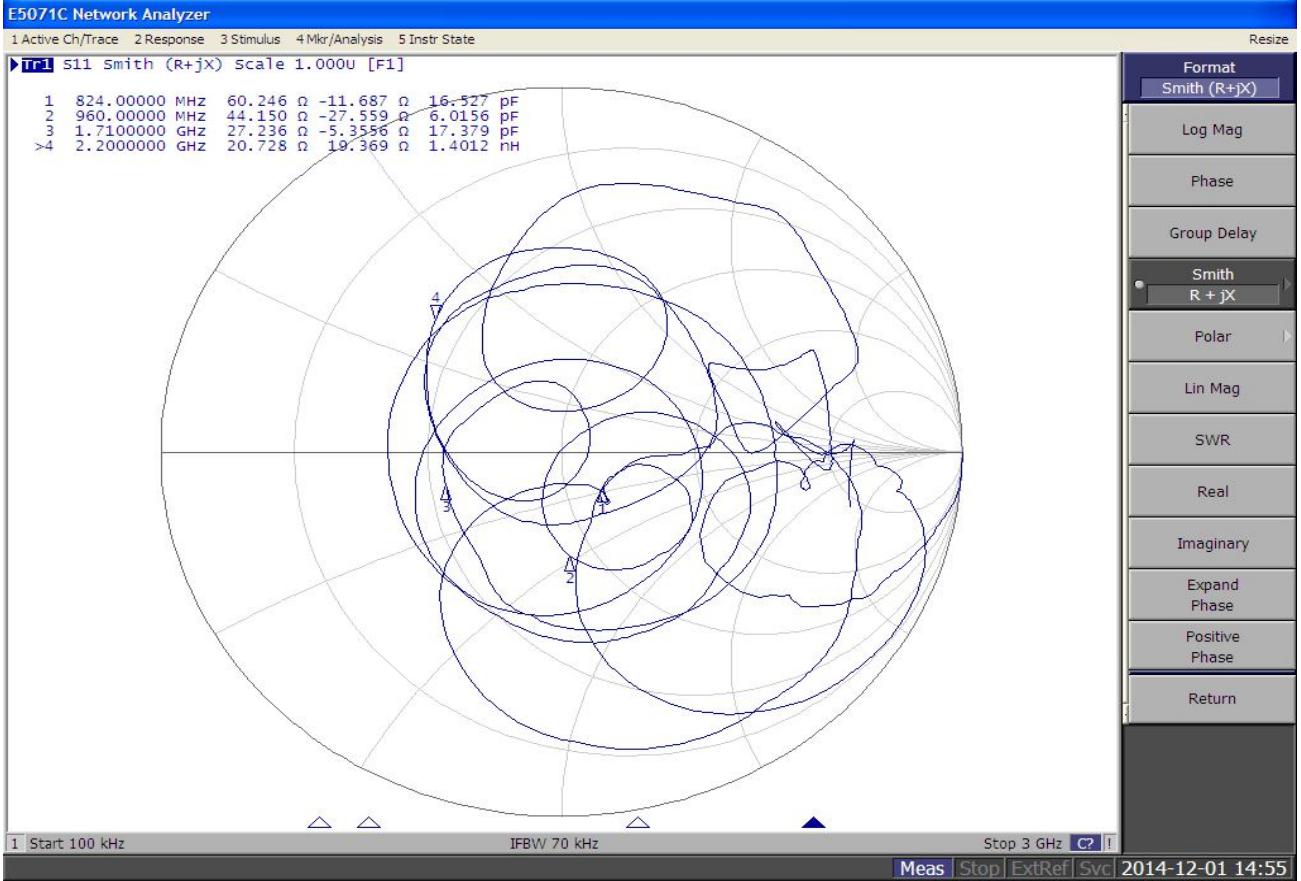 E5071C Network Analyzer
1 Active Ch/Trace 2 Response 3 Stimulus 4 Mkr/Analysis 5 Instr State Resize
Tr1 S11 Smith (R+jX) Scale 1.000U [F1]
1 824.00000 MHz 60.246 Ω -11.687 Ω 16.527 pF
2 960.00000 MHz 44.150 Ω -27.559 Ω 6.0156 pF
3 1.7100000 GHz 27.236 Ω -5.3556 Ω 17.379 pF
>4 2.2000000 GHz 20.728 Ω 19.369 Ω 1.4012 nH
4
3
1
2
Format
Smith (R+jX)
Log Mag
Phase
Group Delay
Smith
R + jX
Polar
Lin Mag
SWR
Real
Imaginary
Expand
Phase
Positive
Phase
Return
1 Start 100 kHz IFBW 70 kHz Stop 3 GHz C? !
Meas Stop ExtRef Svc 2014-12-01 14:55